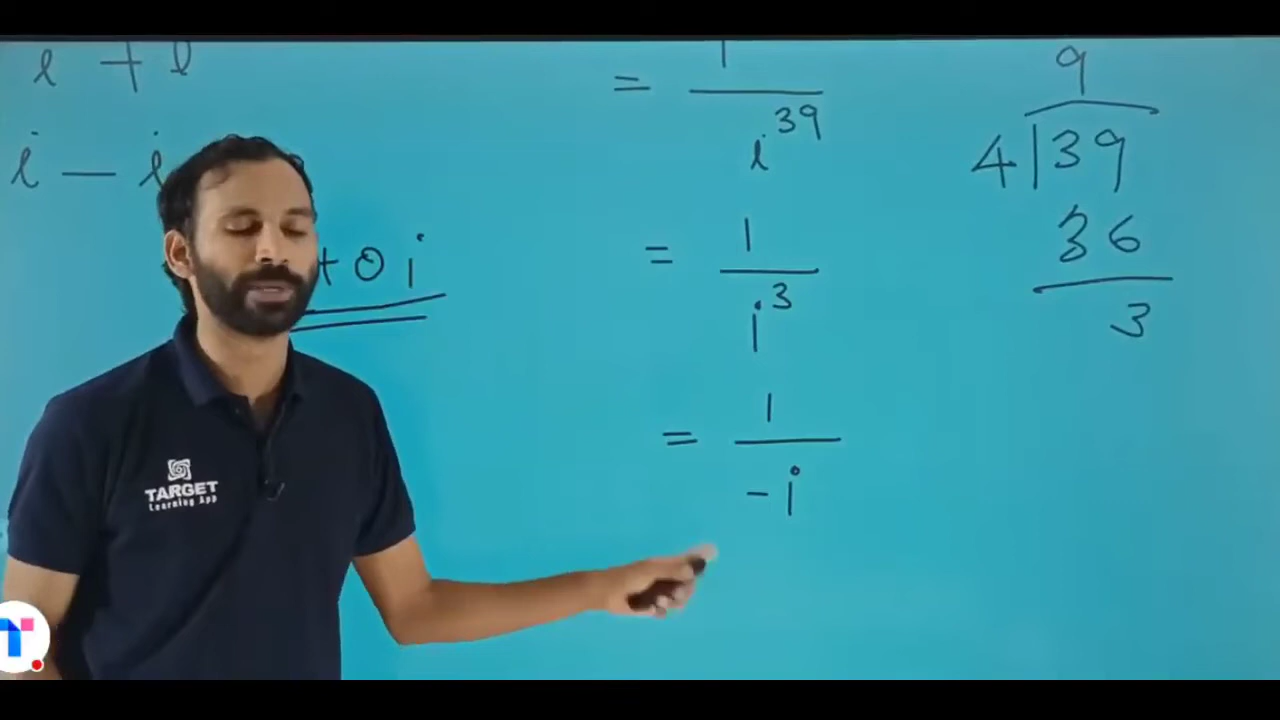 i + i
i - i
+ 0 i
= 1
i^39
= 1
i^3
= 1
- i
9
4 | 39
36
3
TARGET
Learning App
T